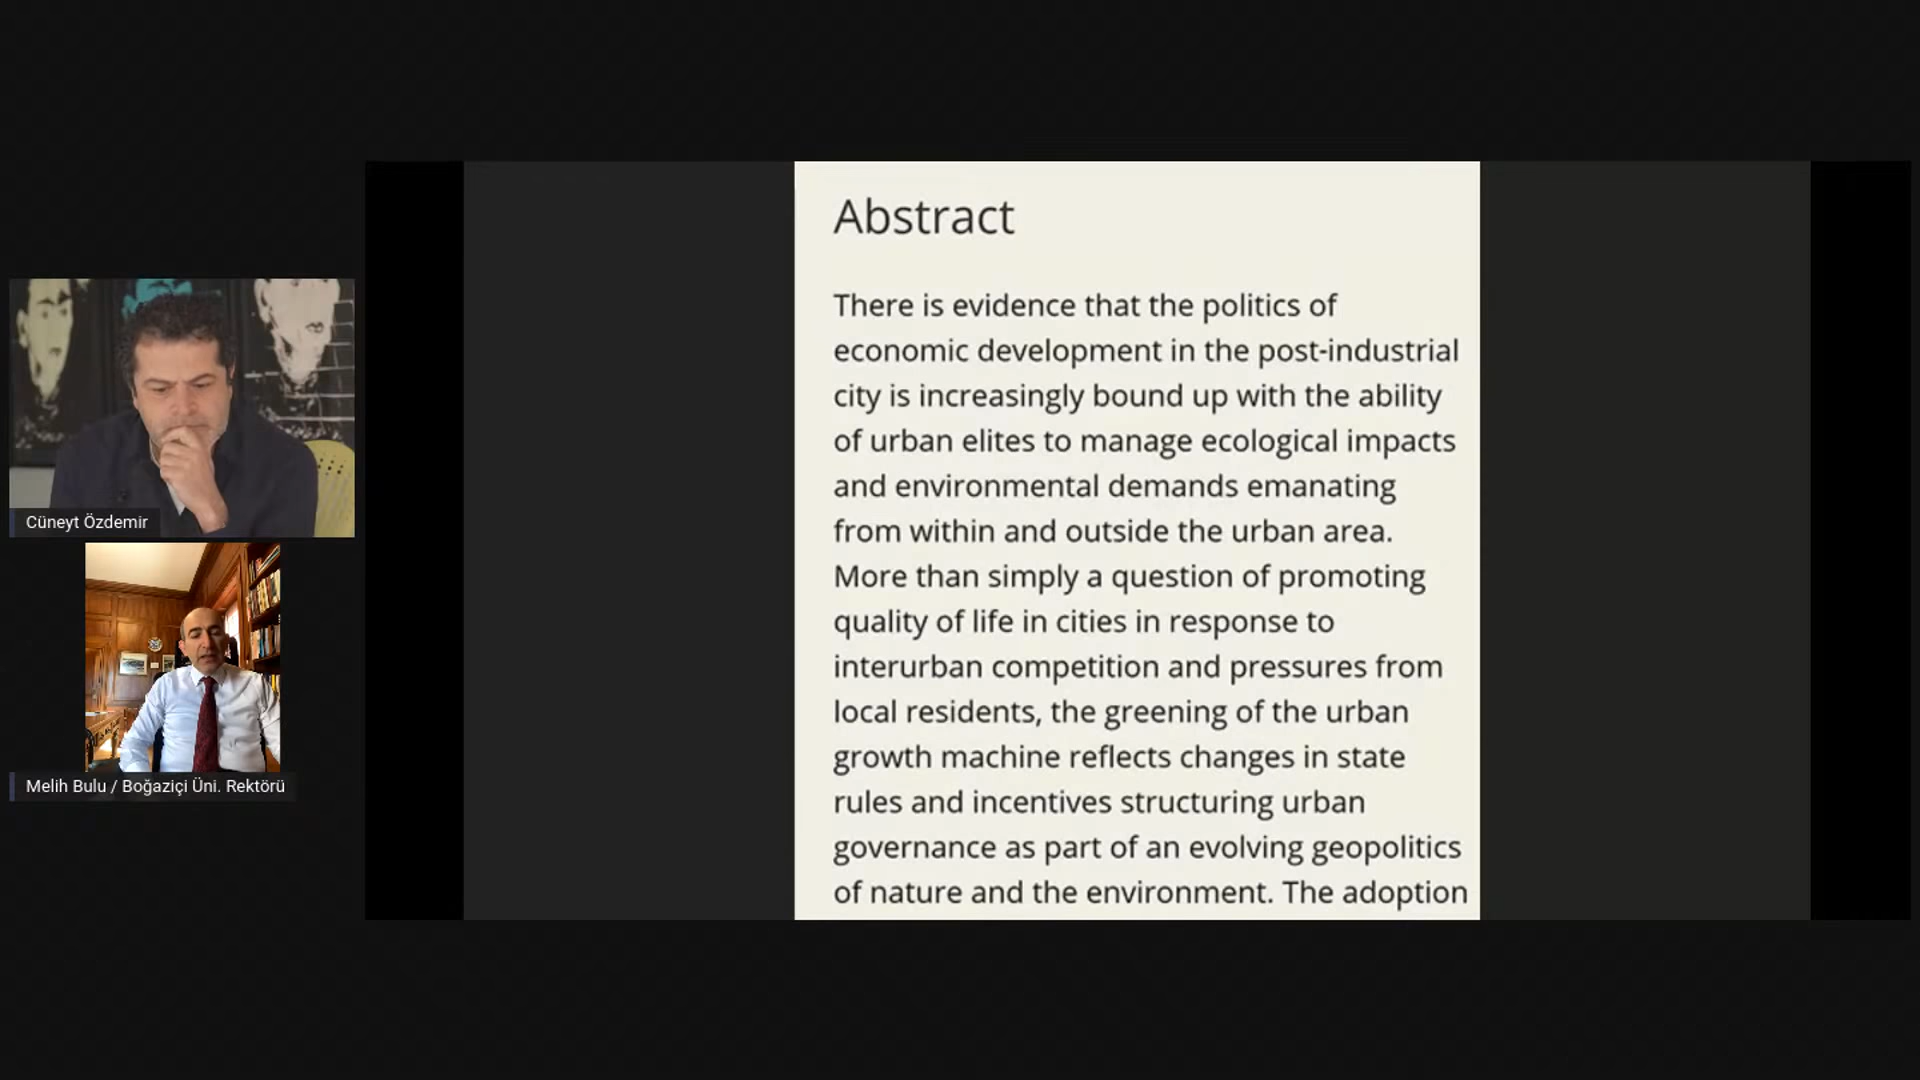 Cüneyt Özdemir
Melih Bulu / Boğaziçi Üni. Rektörü
Abstract
There is evidence that the politics of
economic development in the post-industrial
city is increasingly bound up with the ability
of urban elites to manage ecological impacts
and environmental demands emanating
from within and outside the urban area.
More than simply a question of promoting
quality of life in cities in response to
interurban competition and pressures from
local residents, the greening of the urban
growth machine reflects changes in state
rules and incentives structuring urban
governance as part of an evolving geopolitics
of nature and the environment. The adoption